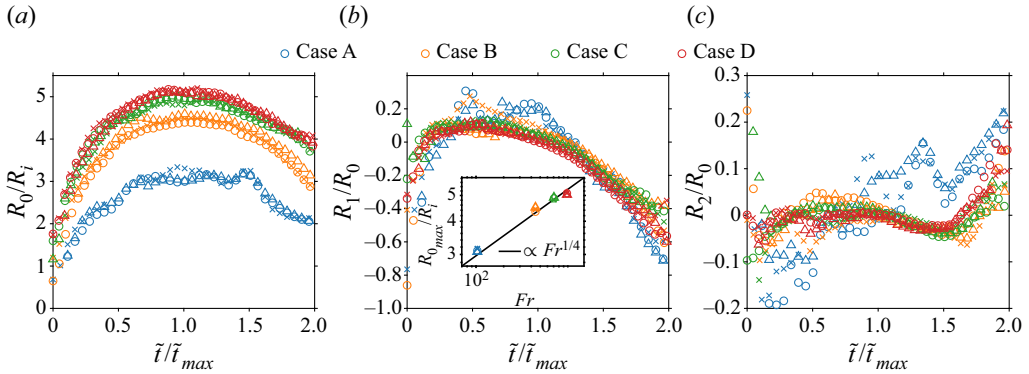 (a) (b) (c)
Case A Case B Case C Case D
R₀/Rᵢ
5
4
3
2
1
0
0 0.5 1.0 1.5 2.0
t̃/t̃max
R₁/R₀
0.4
0.2
0
−0.2
−0.4
−0.6
−0.8
−1.0
0 0.5 1.0 1.5 2.0
t̃/t̃max
R₀max/Rᵢ
5
4
3
10²
∝ Fr^1/4
Fr
R₂/R₀
0.3
0.2
0.1
0
−0.1
−0.2
0 0.5 1.0 1.5 2.0
t̃/t̃max